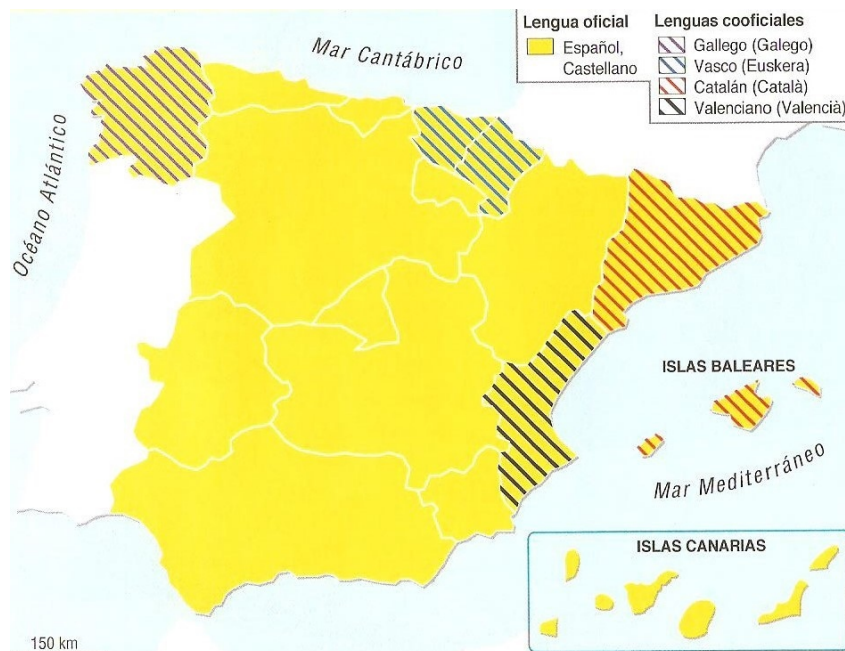 Lengua oficial
Español,
Castellano
Lenguas cooficiales
Gallego (Galego)
Vasco (Euskera)
Catalán (Català)
Valenciano (Valencià)
Mar Cantábrico
Océano Atlántico
ISLAS BALEARES
Mar Mediterráneo
ISLAS CANARIAS
150 km